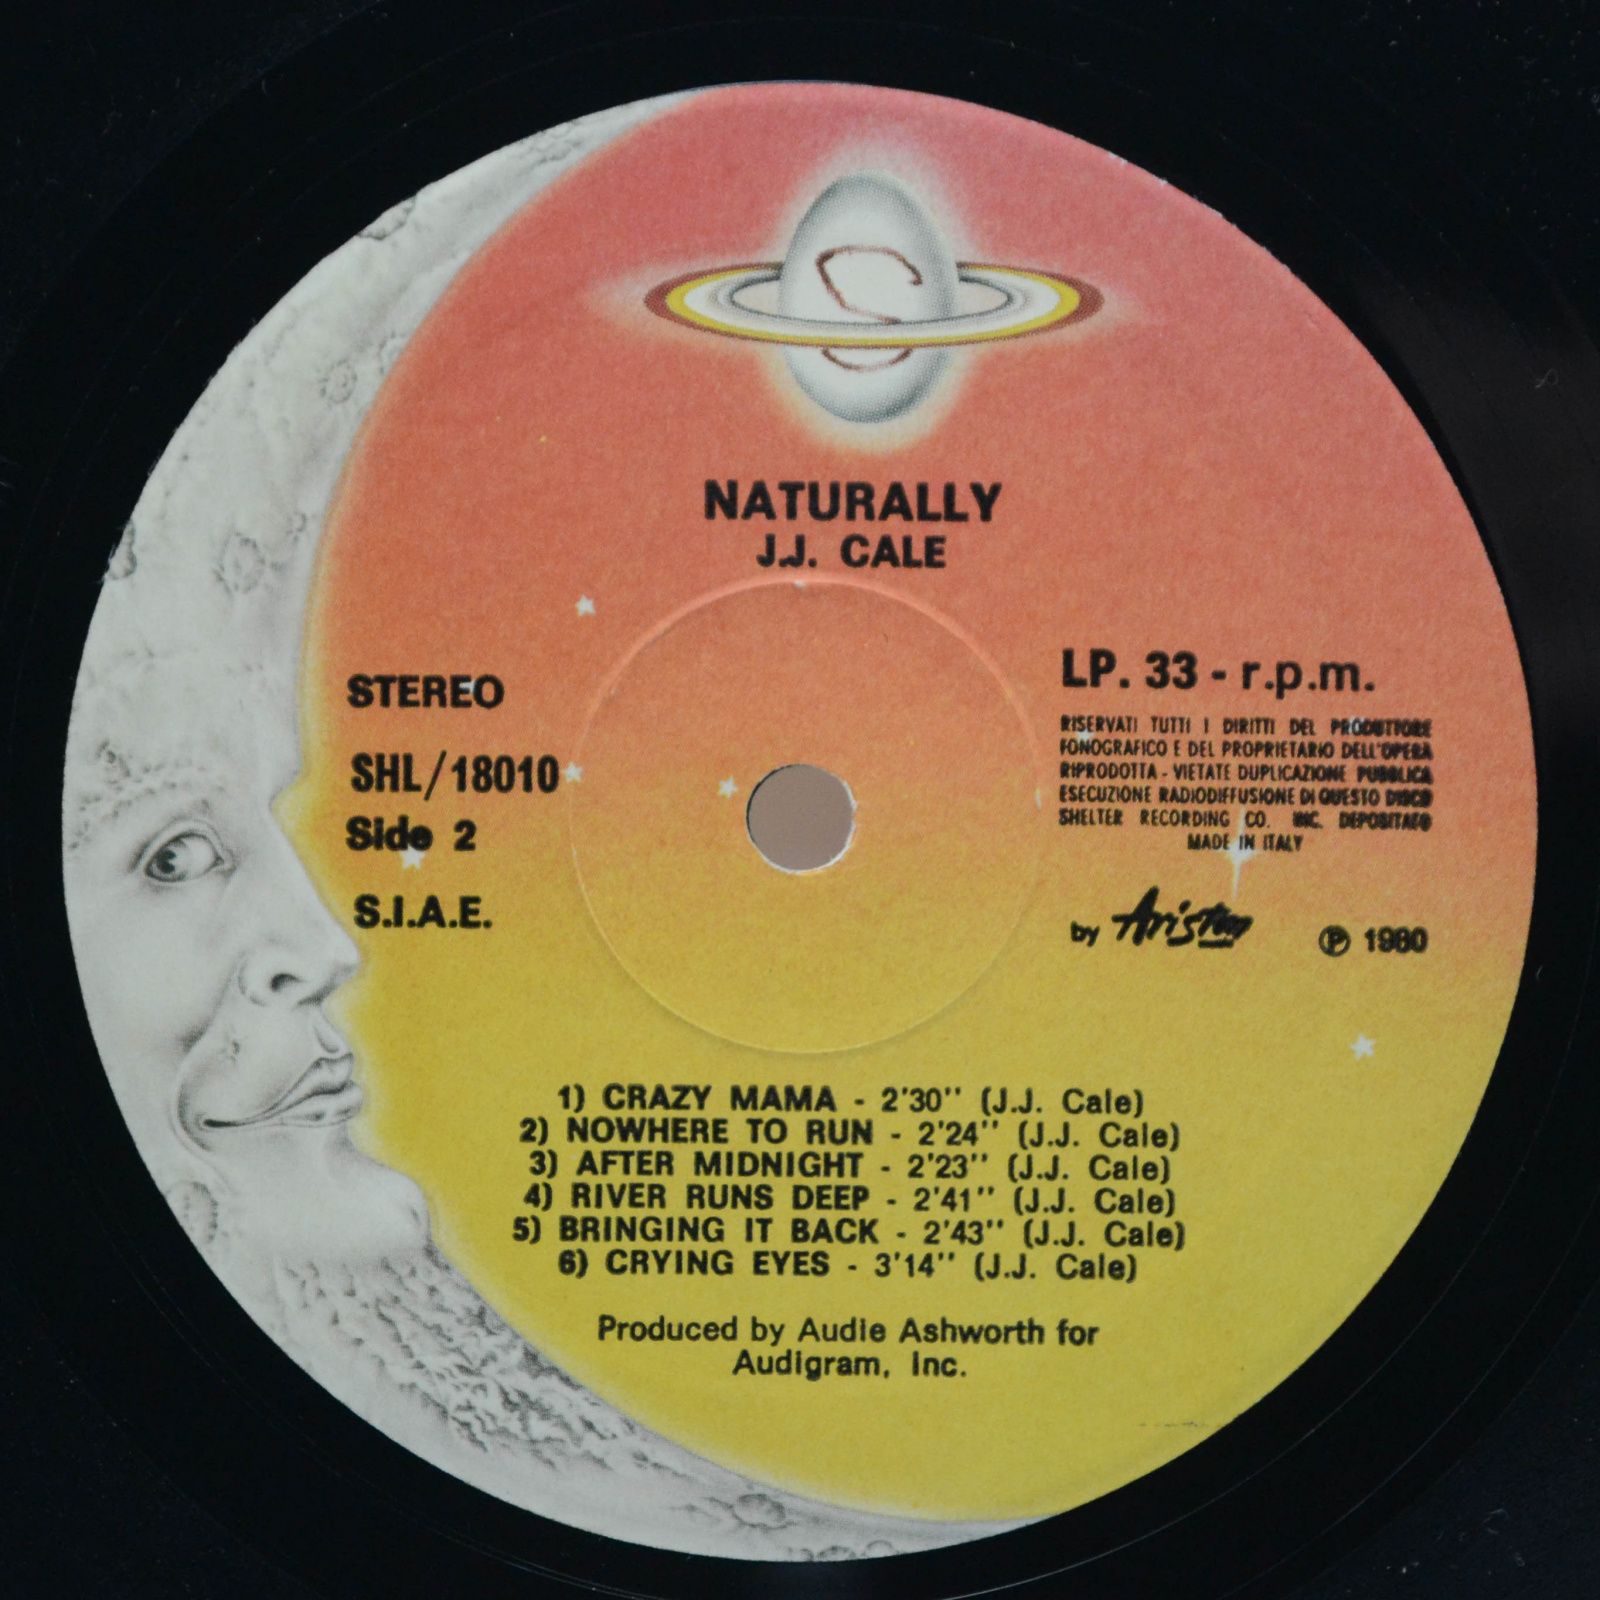 NATURALLY
J.J. CALE
STEREO
SHL/18010
Side 2
S.I.A.E.
LP. 33 - r.p.m.
RISERVATI TUTTI I DIRITTI DEL PRODUTTORE
FONOGRAFICO E DEL PROPRIETARIO DELL'OPERA
RIPRODOTTA - VIETATE DUPLICAZIONE PUBBLICA
ESECUZIONE RADIODIFFUSIONE DI QUESTO DISCO
SHELTER RECORDING CO. INC. DEPOSITATO
MADE IN ITALY
by Ariston ℗ 1980
1) CRAZY MAMA - 2'30'' (J.J. Cale)
2) NOWHERE TO RUN - 2'24'' (J.J. Cale)
3) AFTER MIDNIGHT - 2'23'' (J.J. Cale)
4) RIVER RUNS DEEP - 2'41'' (J.J. Cale)
5) BRINGING IT BACK - 2'43'' (J.J. Cale)
6) CRYING EYES - 3'14'' (J.J. Cale)
Produced by Audie Ashworth for
Audigram, Inc.